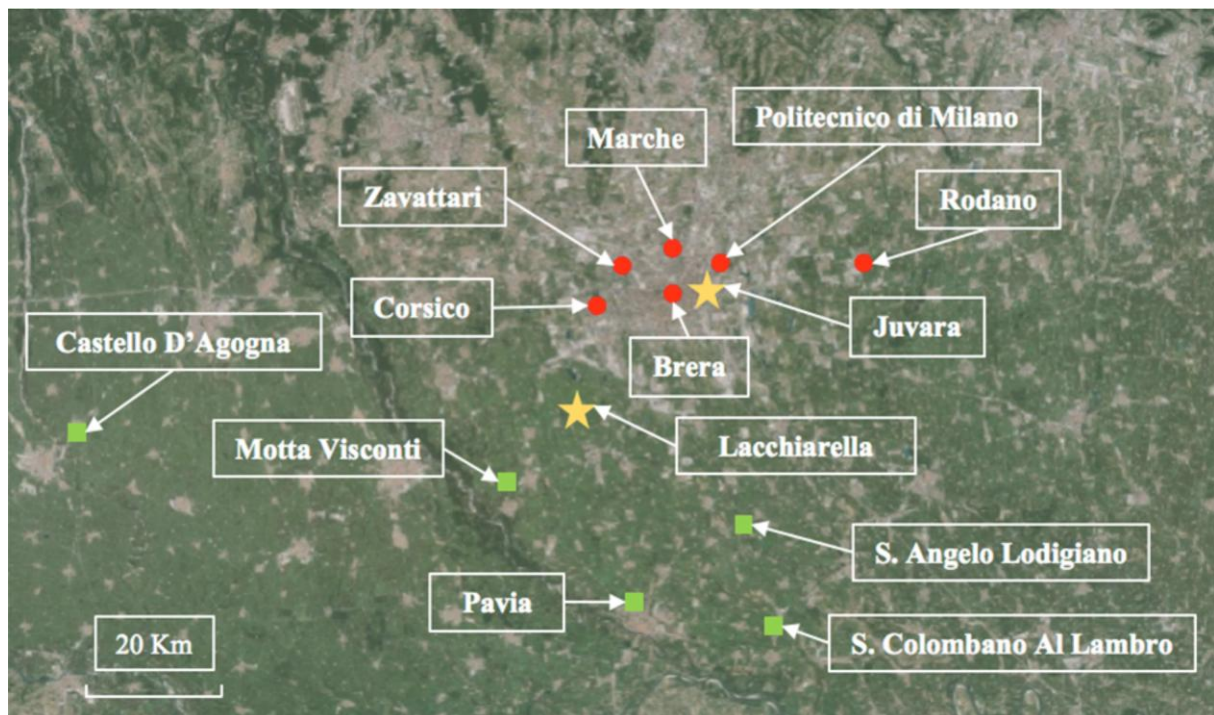 Politecnico di Milano
Marche
Zavattari
Rodano
Corsico
Juvara
Castello D’Agogna
Brera
Motta Visconti
Lacchiarella
S. Angelo Lodigiano
Pavia
S. Colombano Al Lambro
20 Km